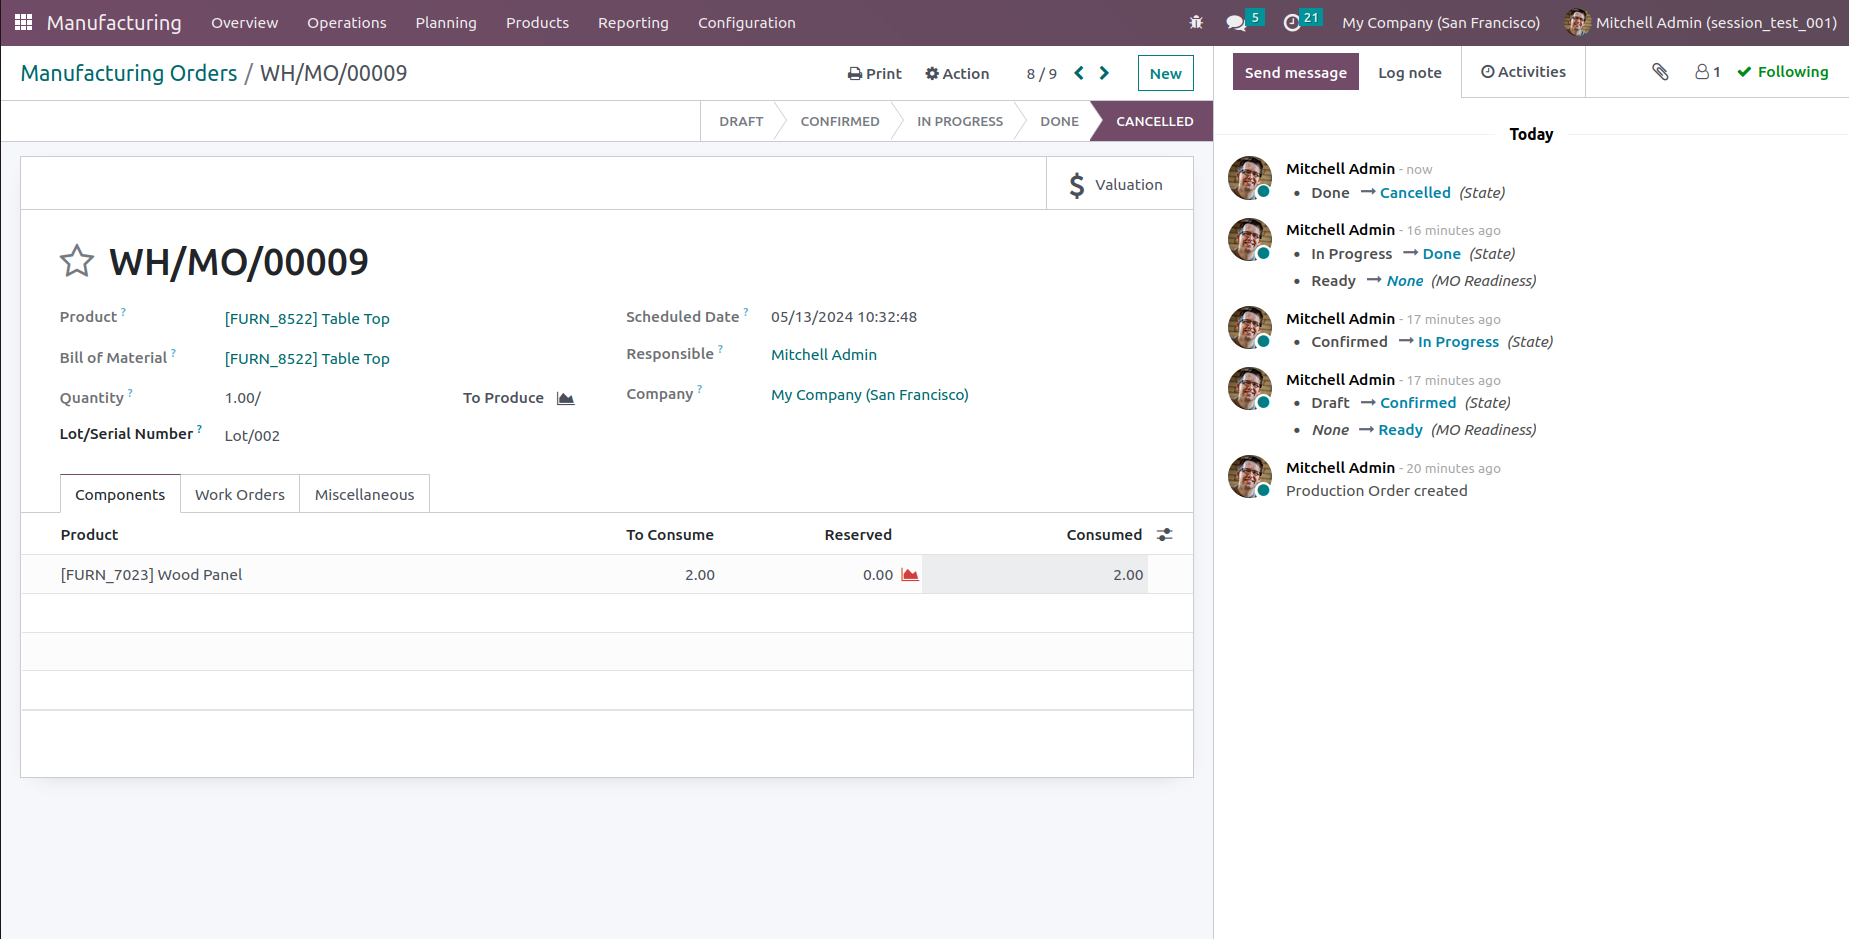 Manufacturing Overview Operations Planning Products Reporting Configuration 5 21 My Company (San Francisco) Mitchell Admin (session_test_001)
Manufacturing Orders / WH/MO/00009 Print Action 8 / 9 New
Send message Log note Activities 1 Following
DRAFT CONFIRMED IN PROGRESS DONE CANCELLED
Valuation
WH/MO/00009
Product ? [FURN_8522] Table Top
Bill of Material ? [FURN_8522] Table Top
Quantity ? 1.00/ To Produce
Lot/Serial Number ? Lot/002
Scheduled Date ? 05/13/2024 10:32:48
Responsible ? Mitchell Admin
Company ? My Company (San Francisco)
Components Work Orders Miscellaneous
Product To Consume Reserved Consumed
[FURN_7023] Wood Panel 2.00 0.00 2.00
Today
Mitchell Admin - now
• Done → Cancelled (State)
Mitchell Admin - 16 minutes ago
• In Progress → Done (State)
• Ready → None (MO Readiness)
Mitchell Admin - 17 minutes ago
• Confirmed → In Progress (State)
Mitchell Admin - 17 minutes ago
• Draft → Confirmed (State)
• None → Ready (MO Readiness)
Mitchell Admin - 20 minutes ago
Production Order created